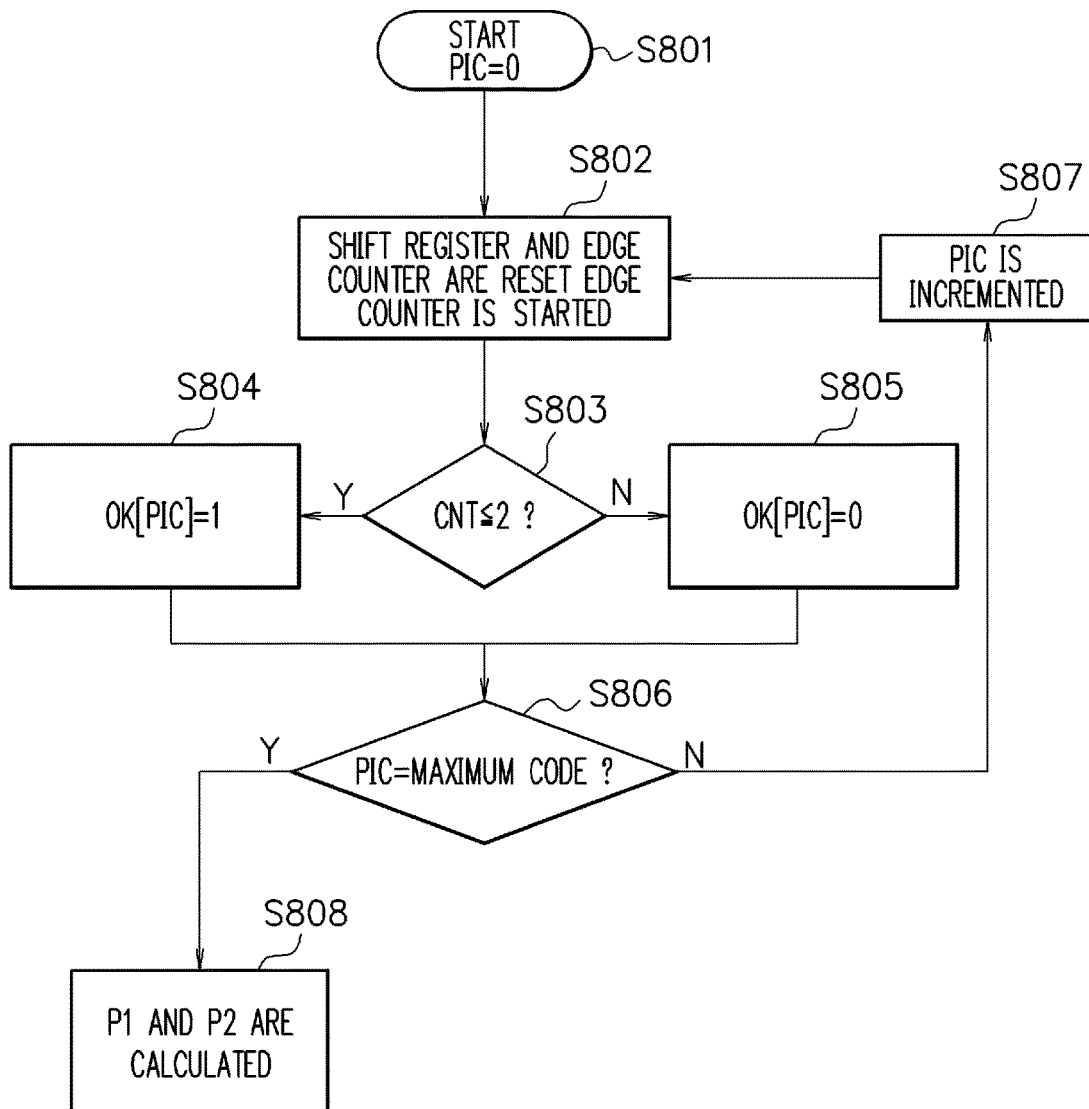 START
PIC=0
S801
S802
SHIFT REGISTER AND EDGE
COUNTER ARE RESET EDGE
COUNTER IS STARTED
S807
PIC IS
INCREMENTED
S804
OK[PIC]=1
S803
Y
CNT≦2 ?
N
S805
OK[PIC]=0
S806
Y
PIC=MAXIMUM CODE ?
N
S808
P1 AND P2 ARE
CALCULATED